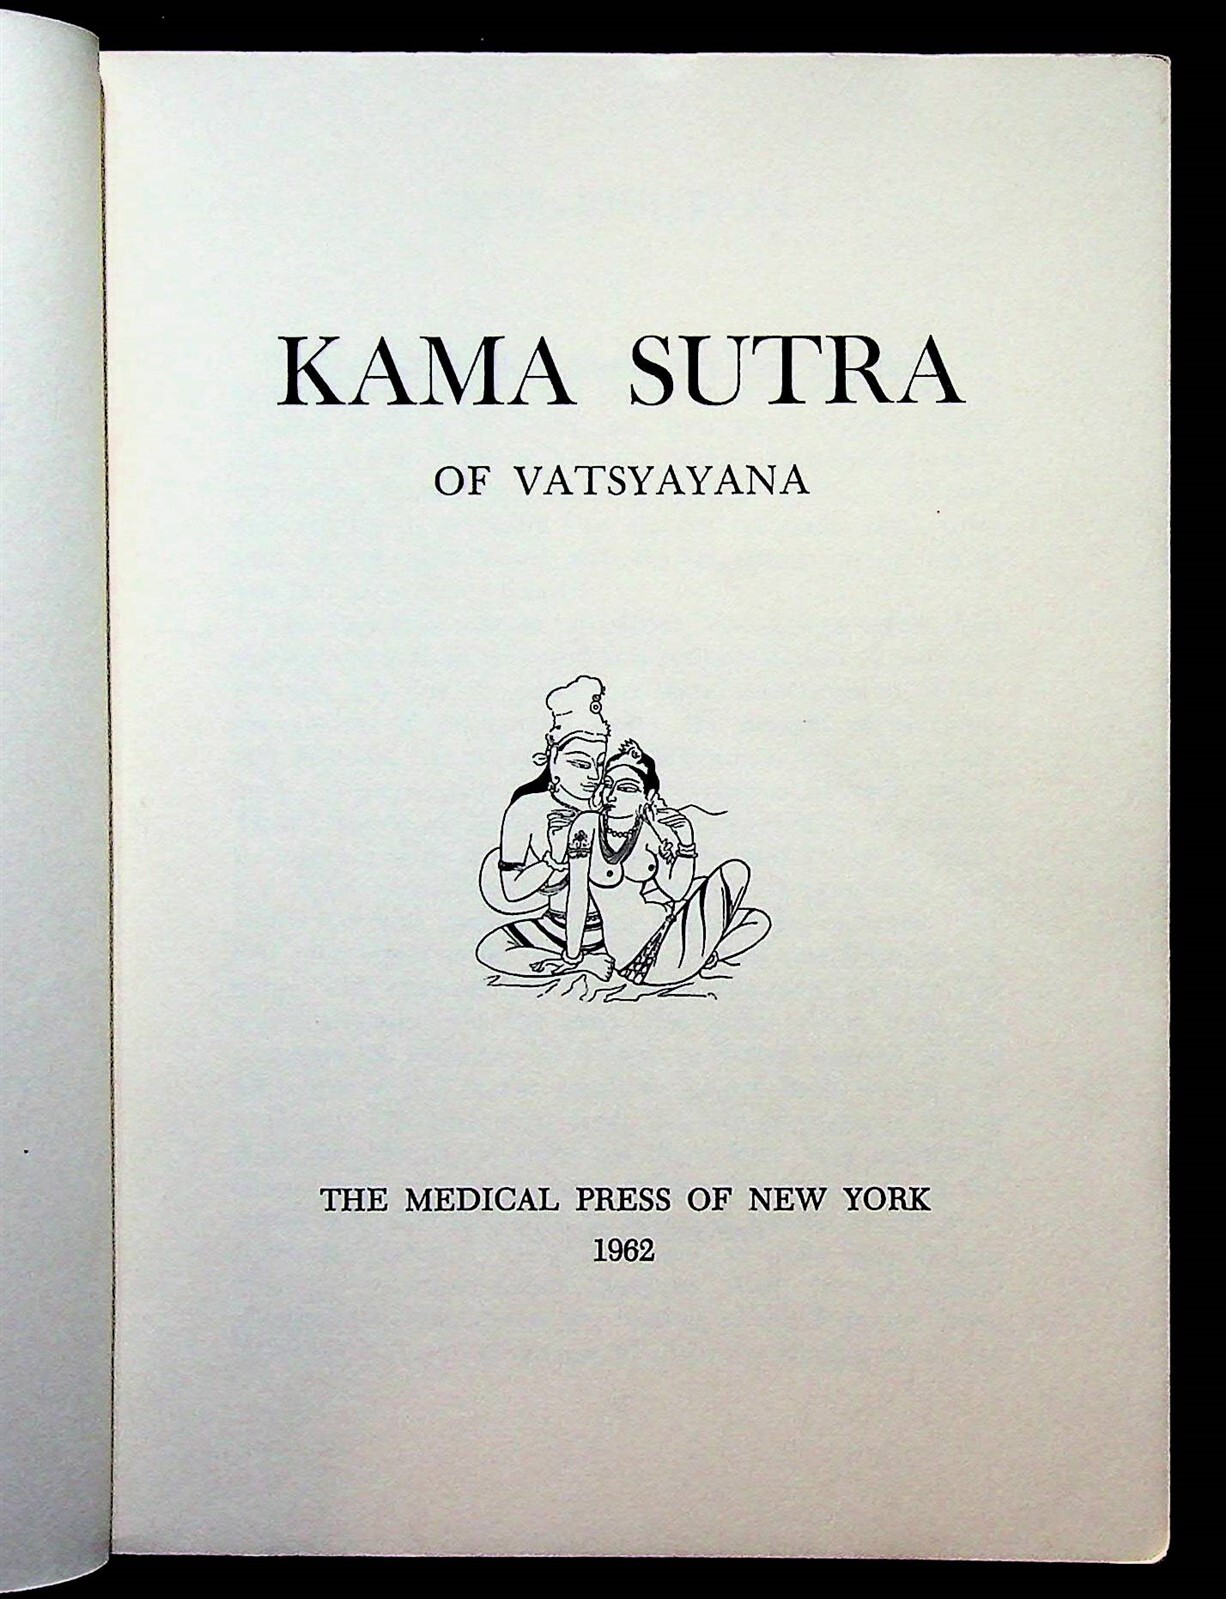 KAMA SUTRA
OF VATSYAYANA
THE MEDICAL PRESS OF NEW YORK
1962